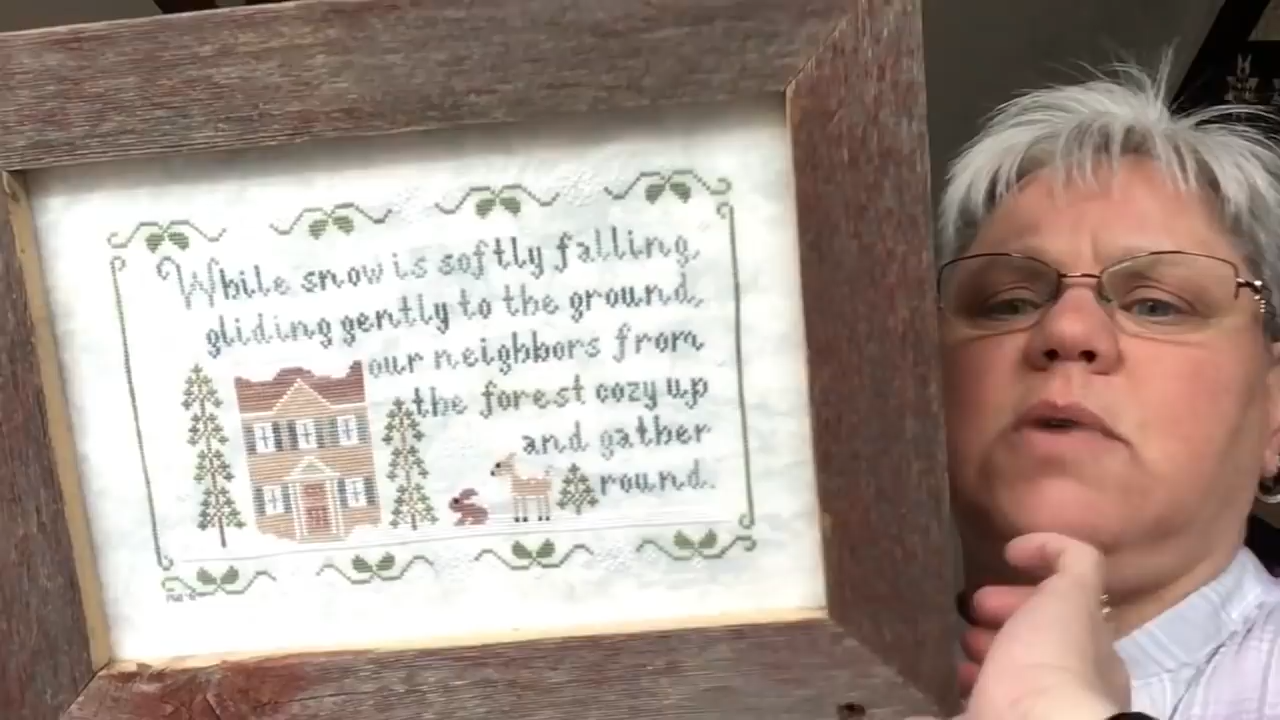 While snow is softly falling,
gliding gently to the ground,
our neighbors from
the forest cozy up
and gather
round.